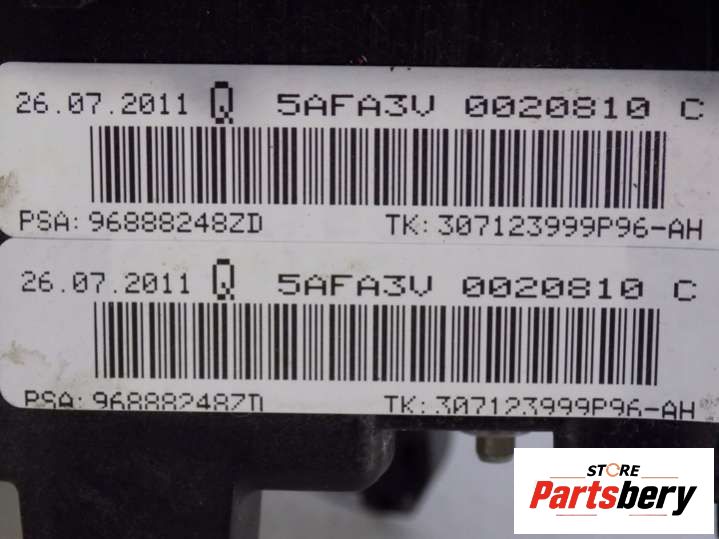 26.07.2011 Q 5AFA3V 0020810 C
PSA: 96888248ZD TK: 307123999P96-AH
26.07.2011 Q 5AFA3V 0020810 C
PSA: 96888248ZD TK: 307123999P96-AH
STORE
Partsbery